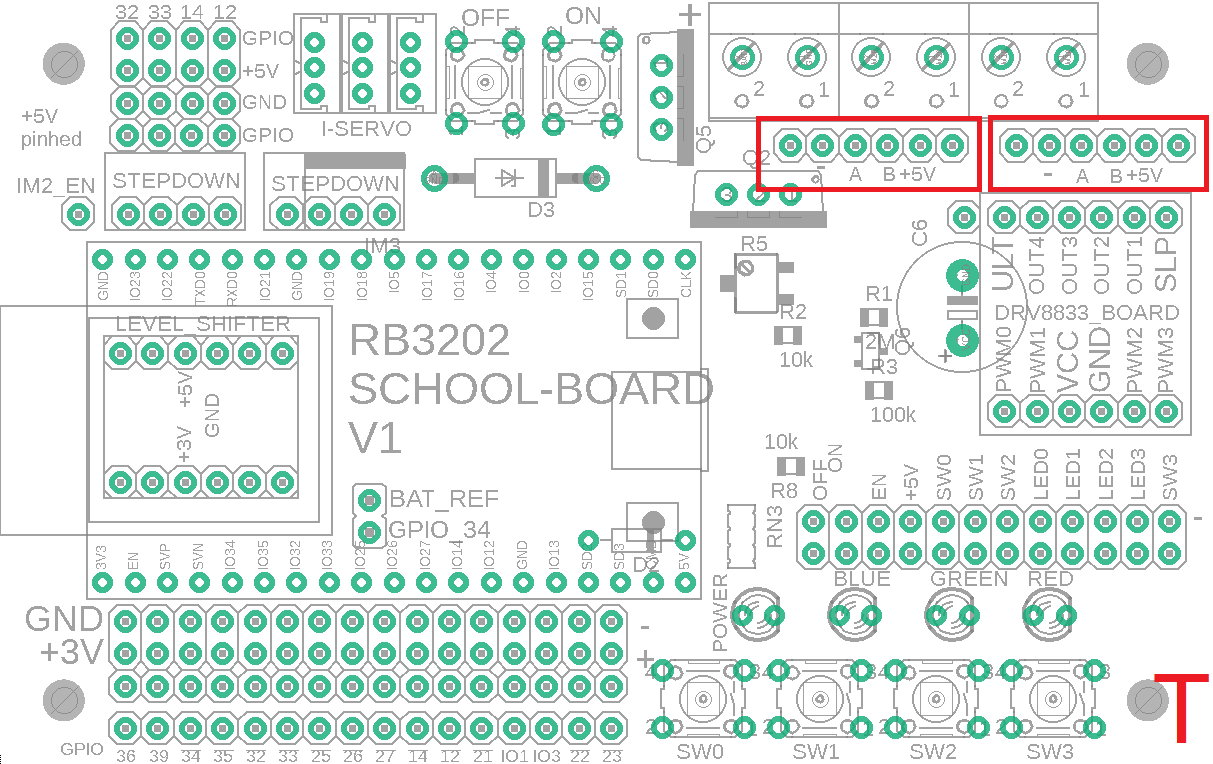 32 33 14 12
OFF ON +
GPIO
+5V
GND
GPIO
+5V
pinhed
I-SERVO
2 1 2 1 2 1
Q5
Q2
- A B +5V
- A B +5V
IM2_EN
STEPDOWN
STEPDOWN
D3
IM3
C6
R5
GND IO23 IO22 TXD0 RXD0 IO21 GND IO19 IO18 IO5 IO17 IO16 IO4 IO0 IO2 IO15 SD1 SD0 CLK
ULT OUT4 OUT3 OUT2 OUT1 SLP
LEVEL_SHIFTER
RB3202
SCHOOL-BOARD
V1
R1
R2
10k
2M
Q6
R3
100k
+
DRV8833_BOARD
PWM0 PWM1 VCC GND PWM2 PWM3
+5V
GND
+3V
10k
R8
BAT_REF
GPIO_34
OFF ON EN +5V SW0 SW1 SW2 LED0 LED1 LED2 LED3 SW3
-
RN3
3V3 EN SVP SVN IO34 IO35 IO32 IO33 IO25 IO26 IO27 IO14 IO12 GND IO13 SD SD3 5V
BLUE GREEN RED
POWER
GND
+3V
-
+
T
GPIO
36 39 34 35 32 33 25 26 27 14 12 21 IO1 IO3 22 23
SW0 SW1 SW2 SW3